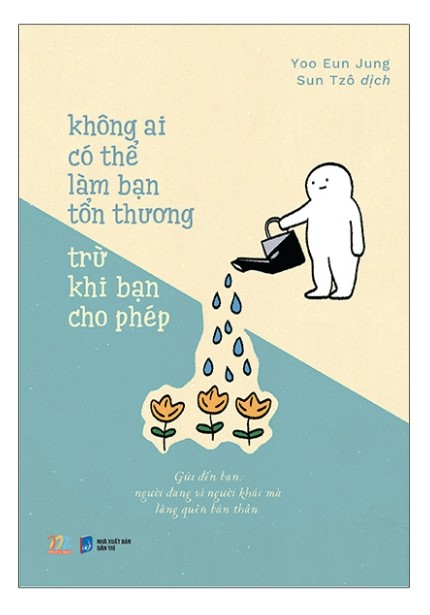 Yoo Eun Jung
Sun Tzô dịch
không ai
có thể
làm bạn
tổn thương
trừ
khi bạn
cho phép
Gửi đến bạn,
người đang vì người khác mà
lãng quên bản thân.
NHÀ XUẤT BẢN
DÂN TRÍ